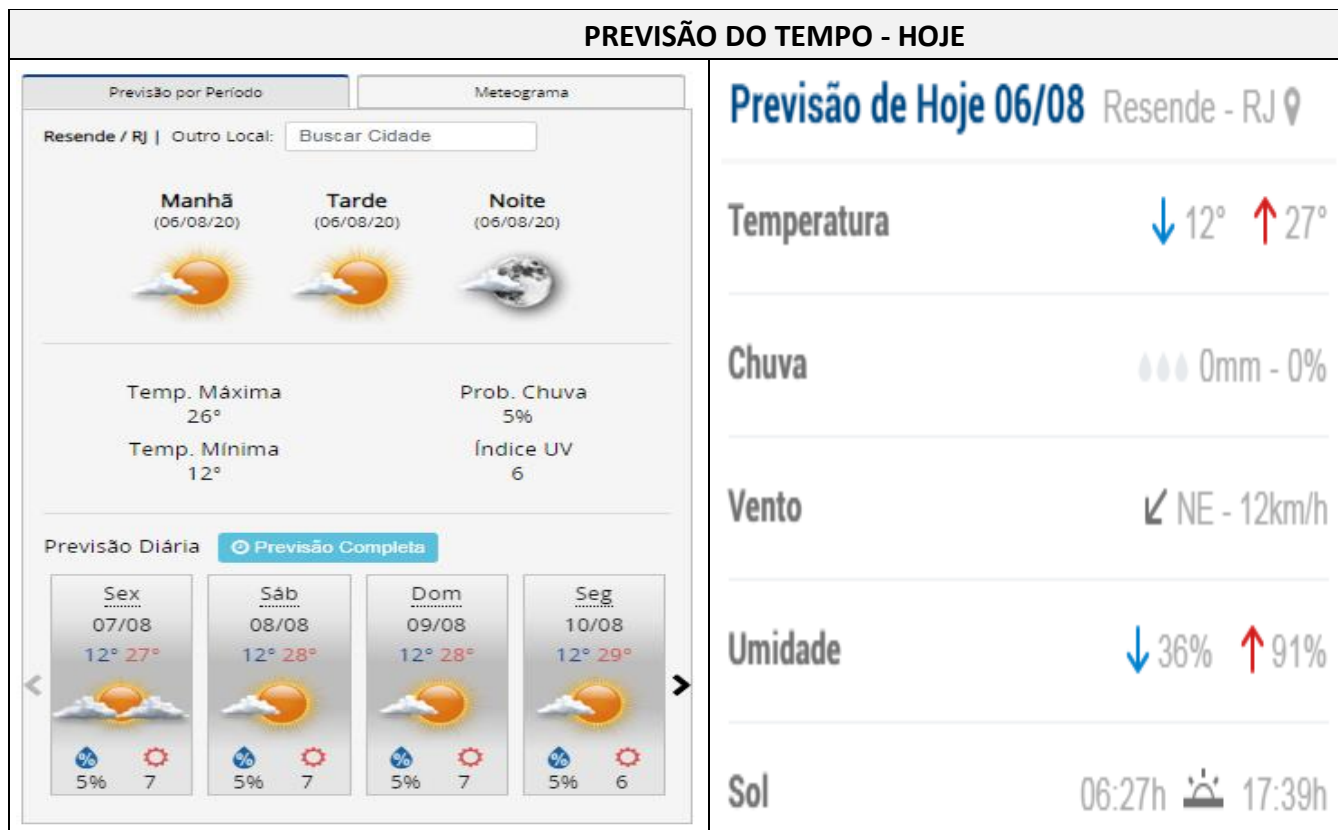 PREVISÃO DO TEMPO - HOJE
Previsão por Período Meteograma
Resende / RJ | Outro Local: Buscar Cidade
Manhã Tarde Noite
(06/08/20) (06/08/20) (06/08/20)
Temp. Máxima Prob. Chuva
26° 5%
Temp. Mínima Índice UV
12° 6
Previsão Diária Previsão Completa
Sex Sáb Dom Seg
07/08 08/08 09/08 10/08
12° 27° 12° 28° 12° 28° 12° 29°
% % % %
5% 7 5% 7 5% 7 5% 6
Previsão de Hoje 06/08 Resende - RJ
Temperatura 12° 27°
Chuva 0mm - 0%
Vento NE - 12km/h
Umidade 36% 91%
Sol 06:27h 17:39h